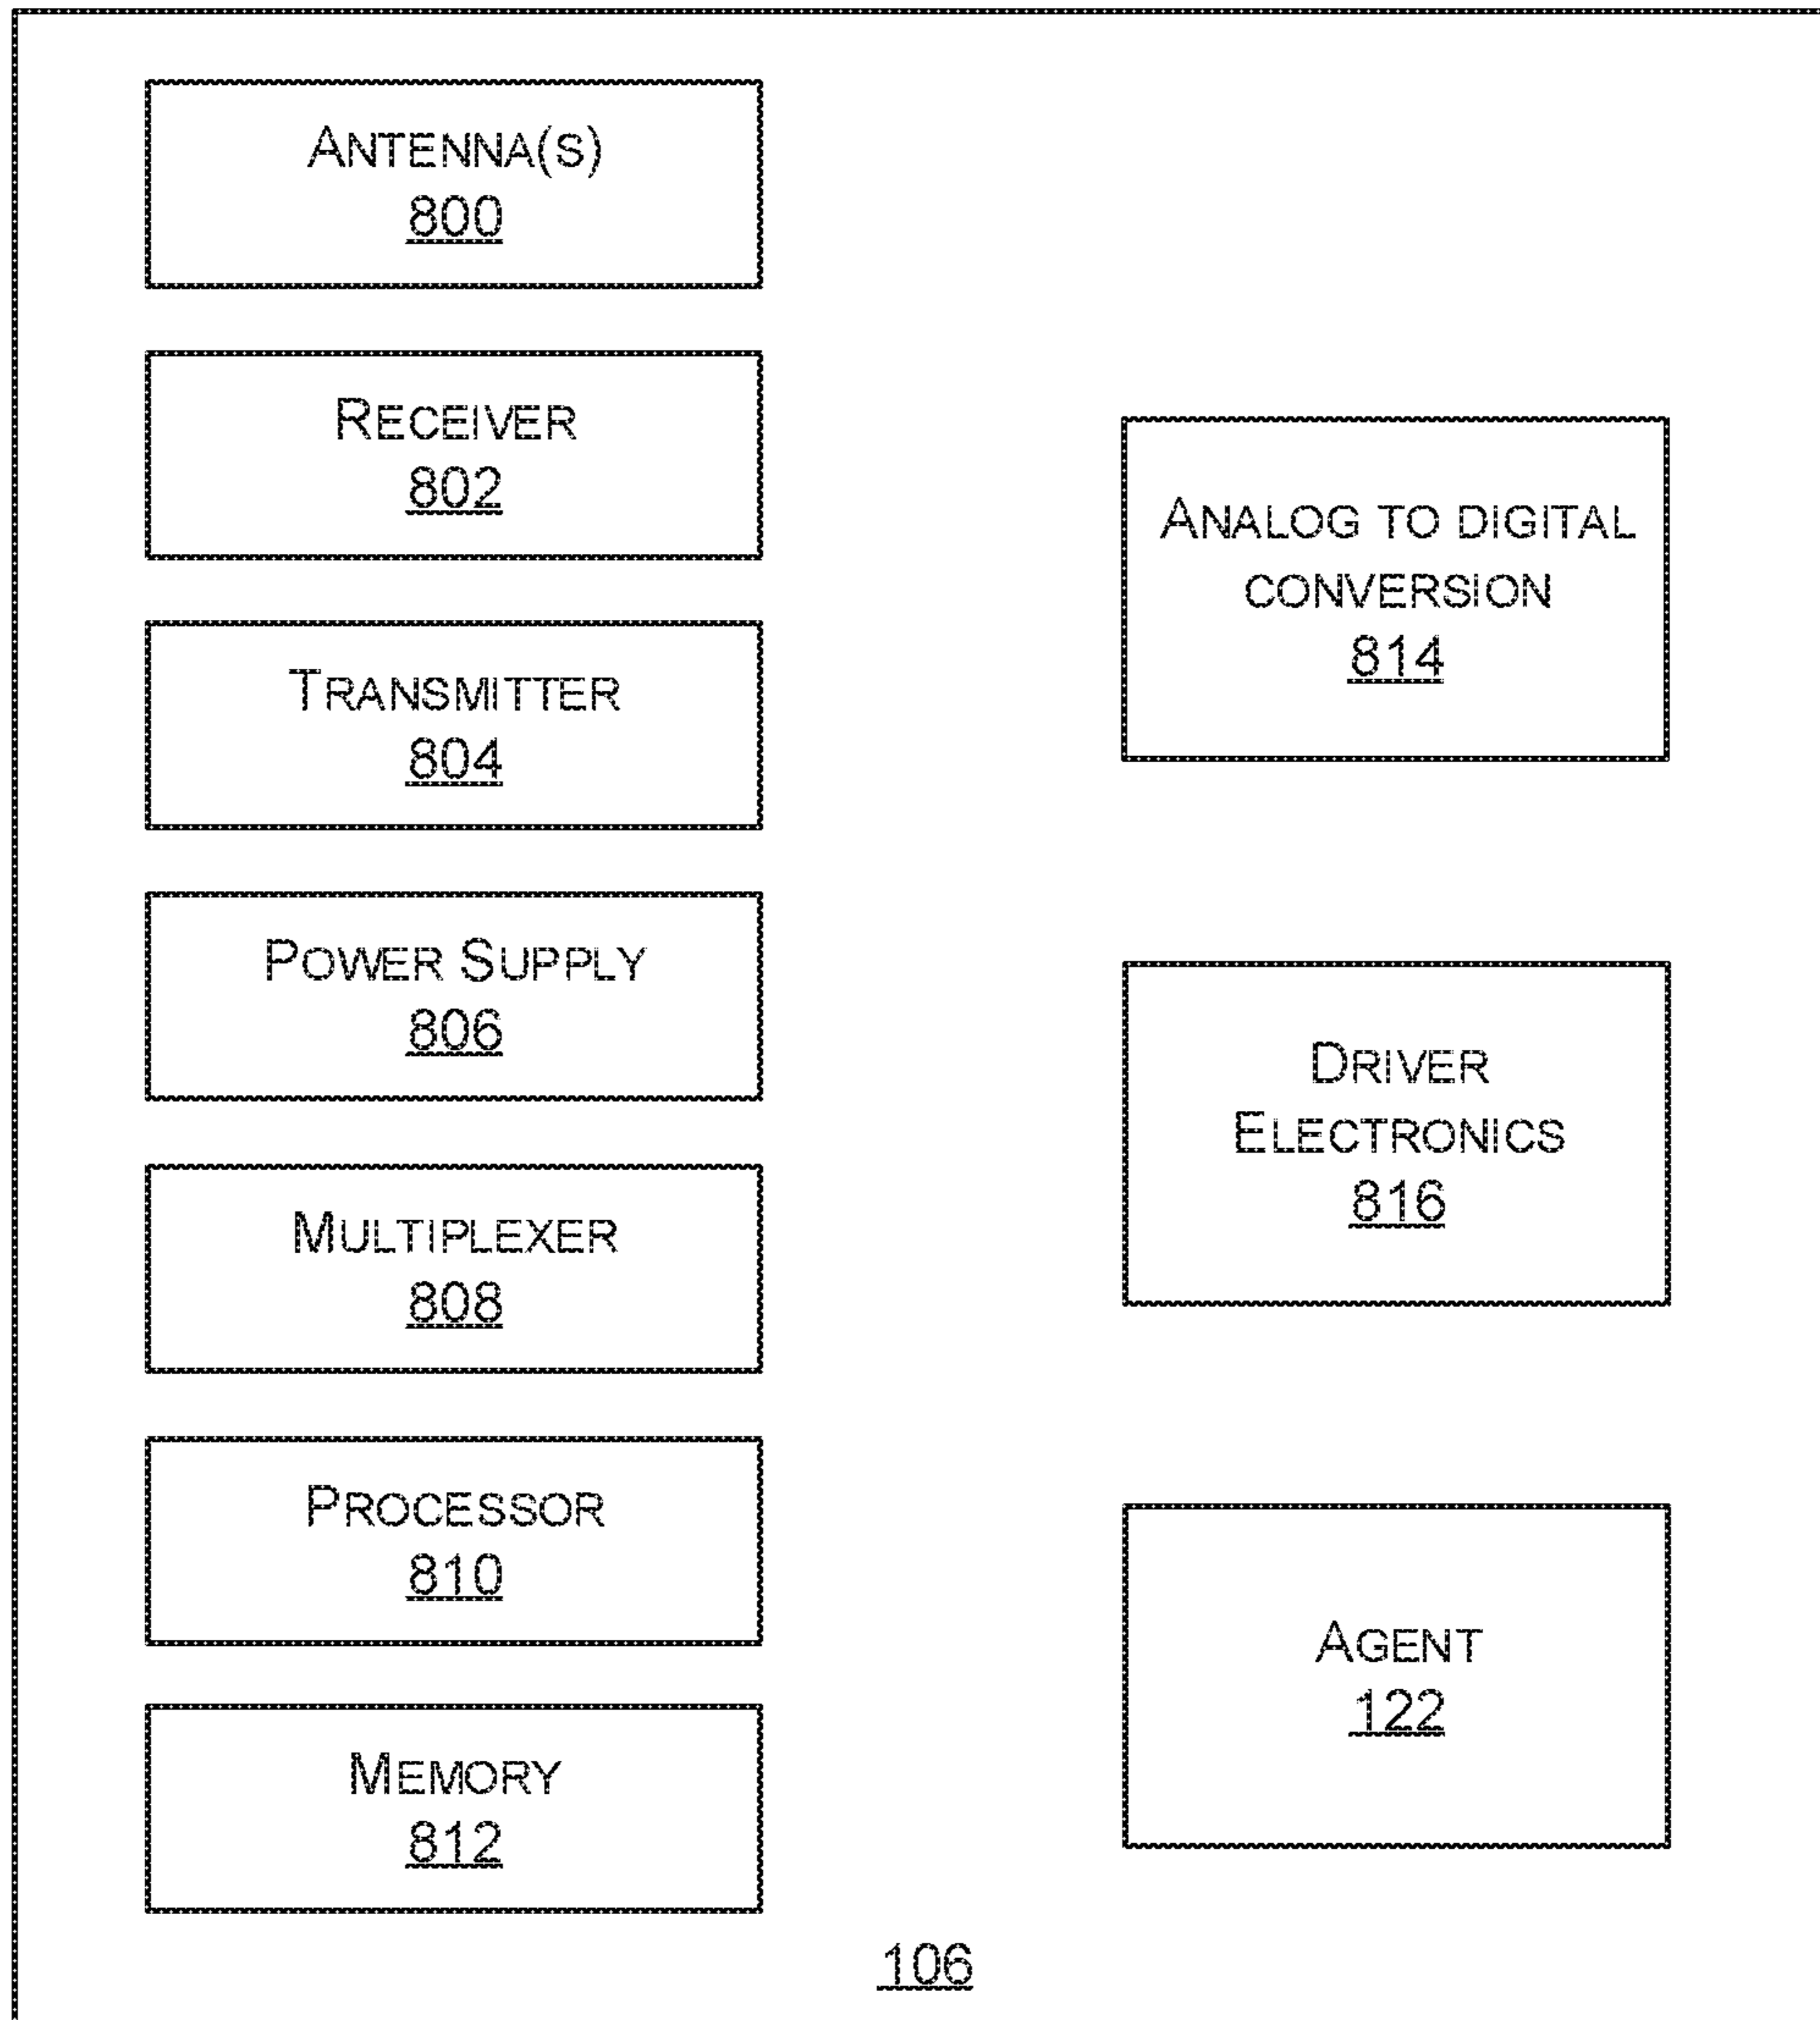 ANTENNA(S)
800
RECEIVER
802
TRANSMITTER
804
POWER SUPPLY
806
MULTIPLEXER
808
PROCESSOR
810
MEMORY
812
ANALOG TO DIGITAL
CONVERSION
814
DRIVER
ELECTRONICS
816
AGENT
122
106